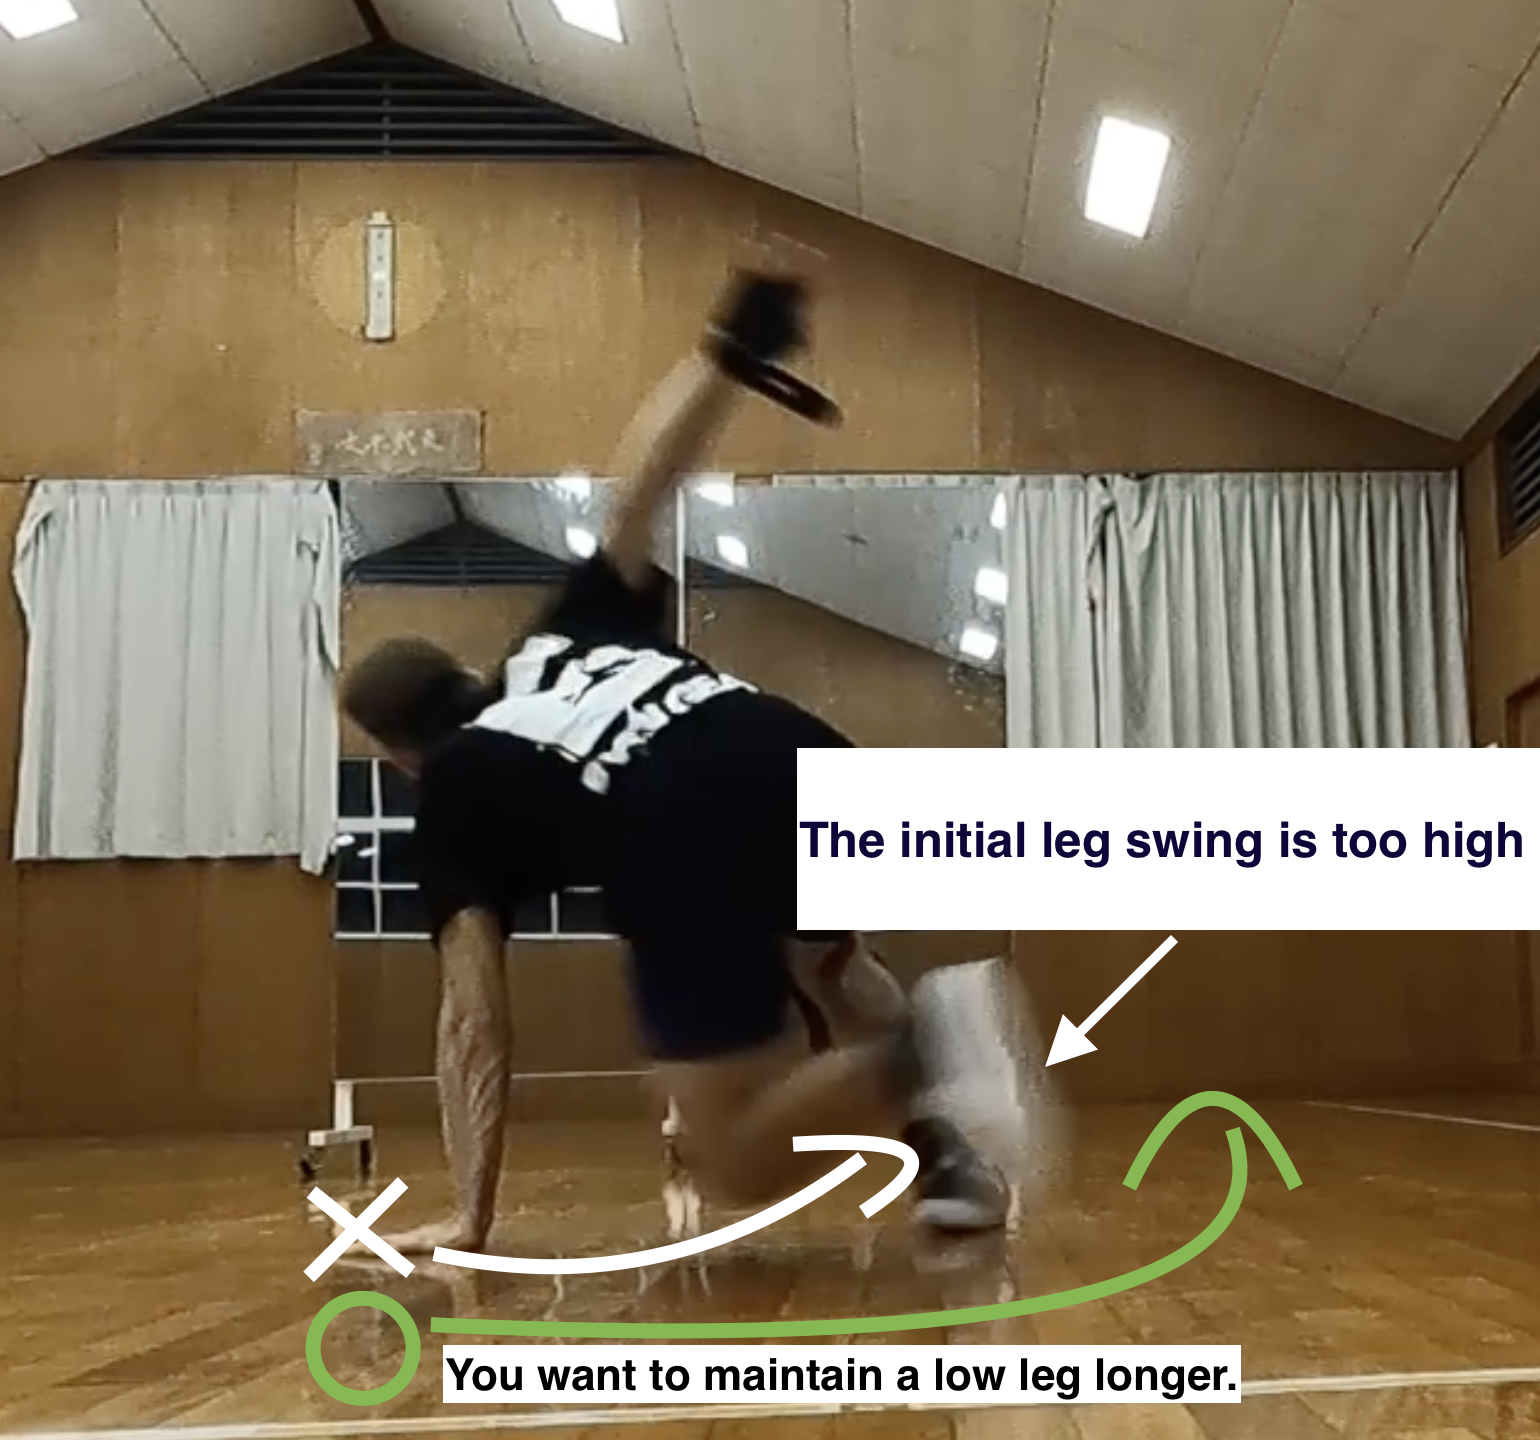 The initial leg swing is too high
You want to maintain a low leg longer.